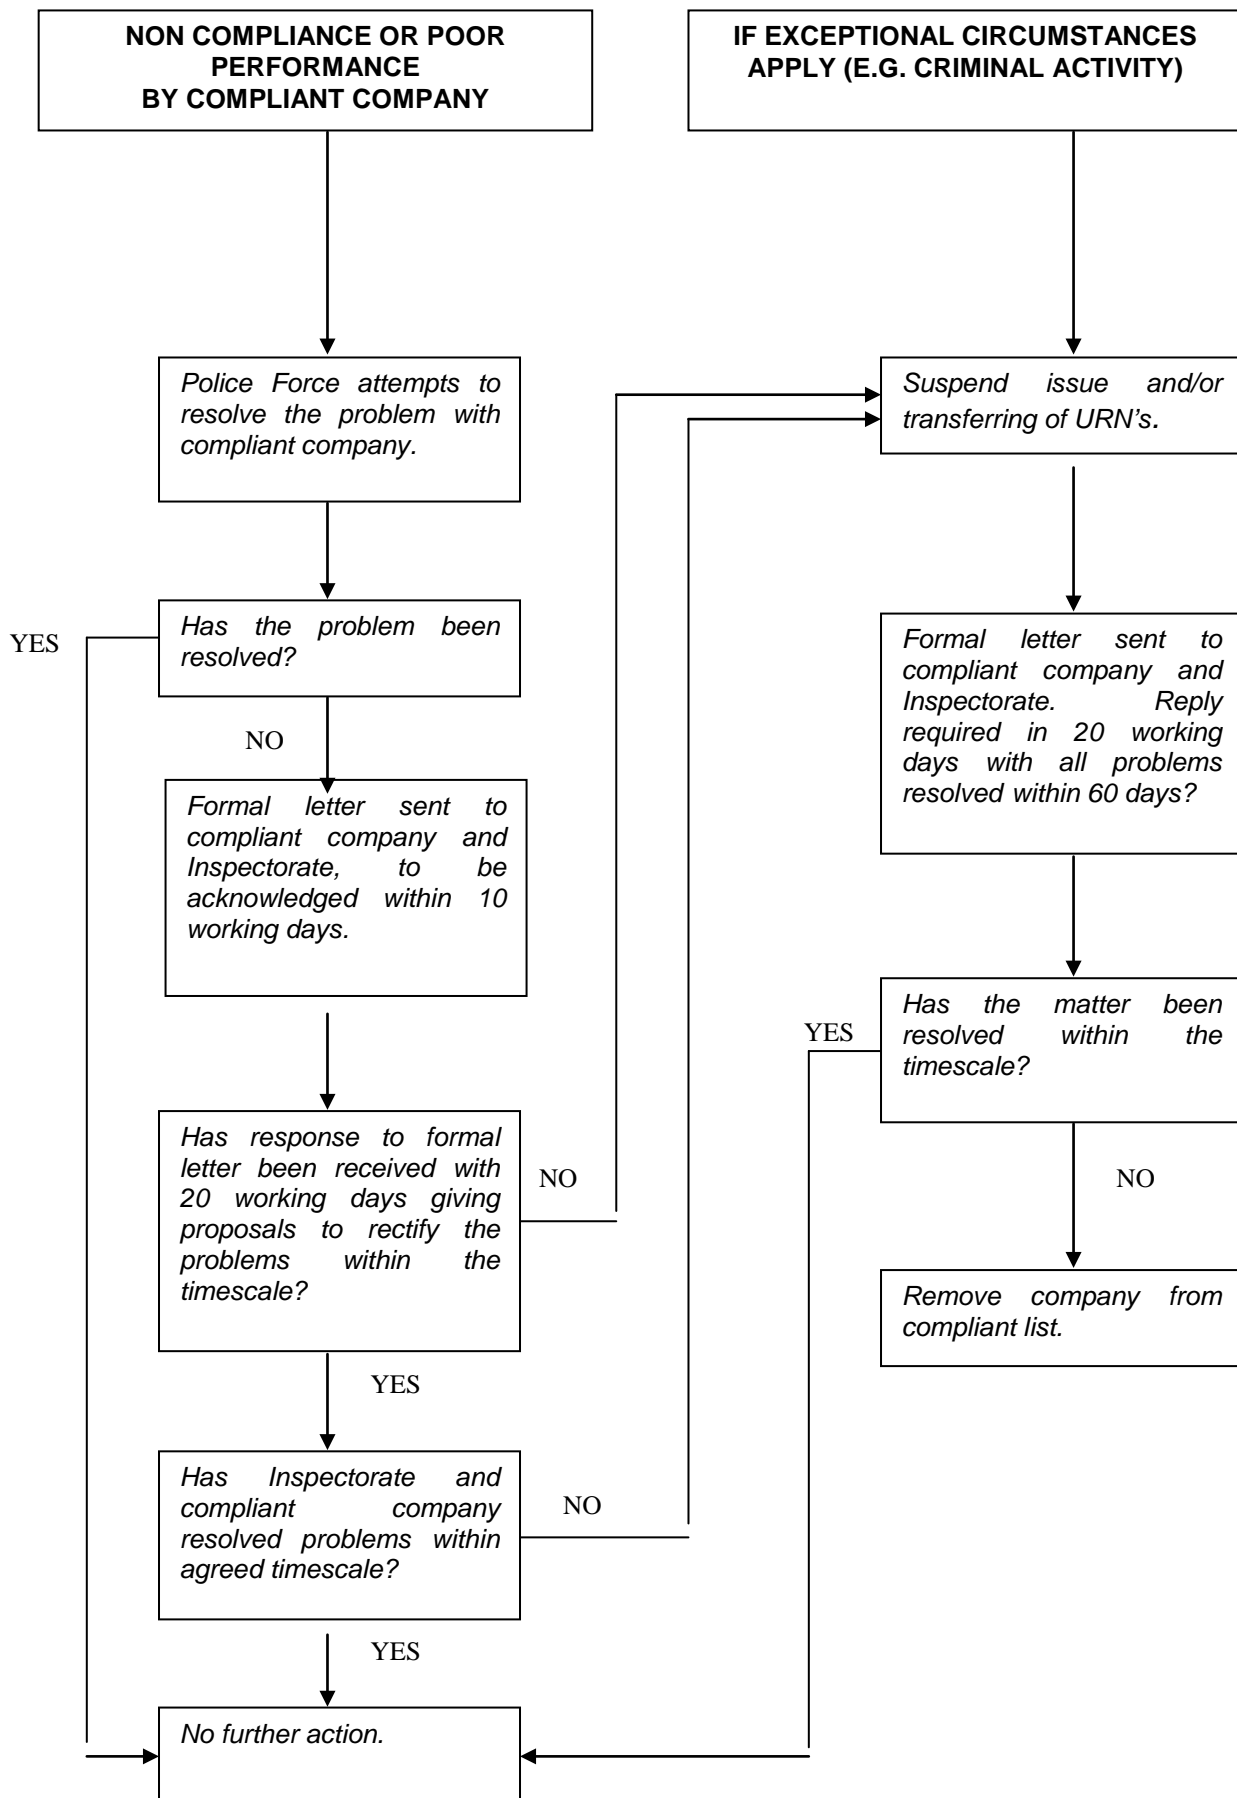 NON COMPLIANCE OR POOR
PERFORMANCE
BY COMPLIANT COMPANY
IF EXCEPTIONAL CIRCUMSTANCES
APPLY (E.G. CRIMINAL ACTIVITY)
Police Force attempts to
resolve the problem with
compliant company.
Suspend issue and/or
transferring of URN’s.
YES
Has the problem been
resolved?
NO
Formal letter sent to
compliant company and
Inspectorate, to be
acknowledged within 10
working days.
Formal letter sent to
compliant company and
Inspectorate. Reply
required in 20 working
days with all problems
resolved within 60 days?
Has response to formal
letter been received with
20 working days giving
proposals to rectify the
problems within the
timescale?
NO
YES
YES
Has the matter been
resolved within the
timescale?
NO
Remove company from
compliant list.
Has Inspectorate and
compliant company
resolved problems within
agreed timescale?
NO
YES
No further action.